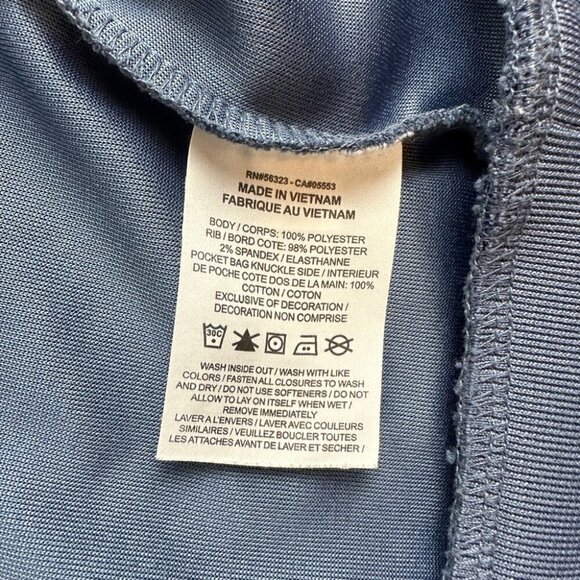 RN#56323 - CA#05553
MADE IN VIETNAM
FABRIQUE AU VIETNAM
BODY / CORPS: 100% POLYESTER
RIB / BORD COTE: 98% POLYESTER
2% SPANDEX / ELASTHANNE
POCKET BAG KNUCKLE SIDE / INTERIEUR
DE POCHE COTE DOS DE LA MAIN: 100%
COTTON / COTON
EXCLUSIVE OF DECORATION /
DECORATION NON COMPRISE
30C
WASH INSIDE OUT / WASH WITH LIKE
COLORS / FASTEN ALL CLOSURES TO WASH
AND DRY / DO NOT USE SOFTENERS / DO NOT
ALLOW TO LAY ON ITSELF WHEN WET /
REMOVE IMMEDIATELY
LAVER A L'ENVERS / LAVER AVEC COULEURS
SIMILAIRES / VEUILLEZ BOUCLER TOUTES
LES ATTACHES AVANT DE LAVER ET SECHER /